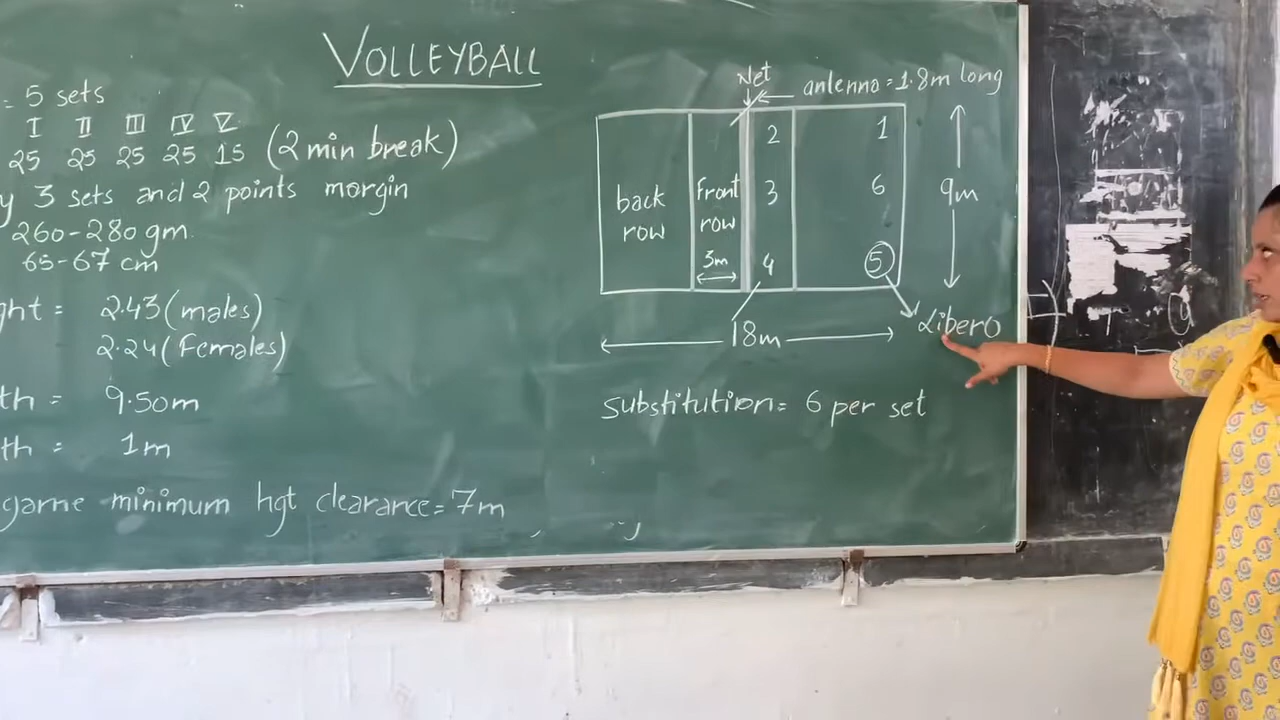 VOLLEYBALL
= 5 sets
I II III IV V
25 25 25 25 15 (2 min break)
y 3 sets and 2 points morgin
260-280 gm
65-67 cm
ght = 2.43 (males)
2.24 (Females)
th = 9.50m
th = 1m
game minimum hgt clearance = 7m
Net
antenna = 1.8m long
back row
front row
3m
2 1
3 6
4 5
9m
18m
Libero
substitution = 6 per set